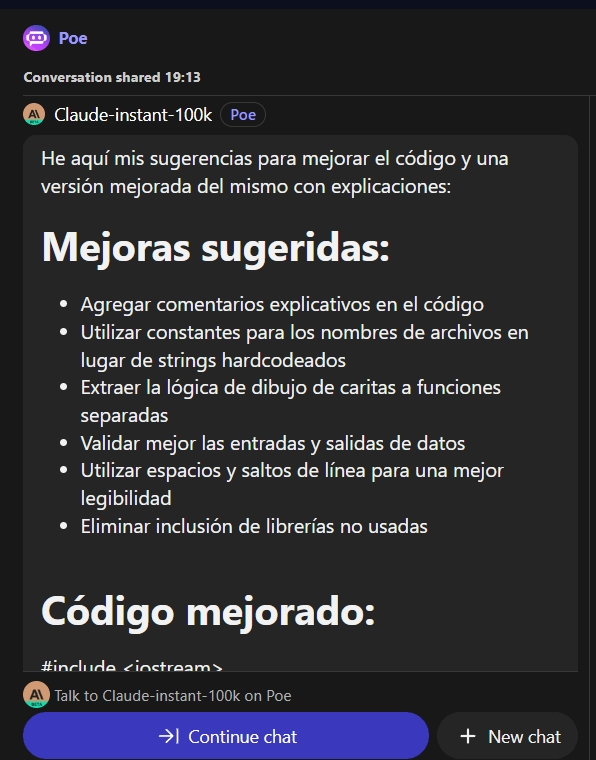 Poe
Conversation shared 19:13
Claude-instant-100k Poe
He aquí mis sugerencias para mejorar el código y una
versión mejorada del mismo con explicaciones:
Mejoras sugeridas:
• Agregar comentarios explicativos en el código
• Utilizar constantes para los nombres de archivos en
lugar de strings hardcodeados
• Extraer la lógica de dibujo de caritas a funciones
separadas
• Validar mejor las entradas y salidas de datos
• Utilizar espacios y saltos de línea para una mejor
legibilidad
• Eliminar inclusión de librerías no usadas
Código mejorado:
#include <iostream>
Talk to Claude-instant-100k on Poe
Continue chat
+ New chat